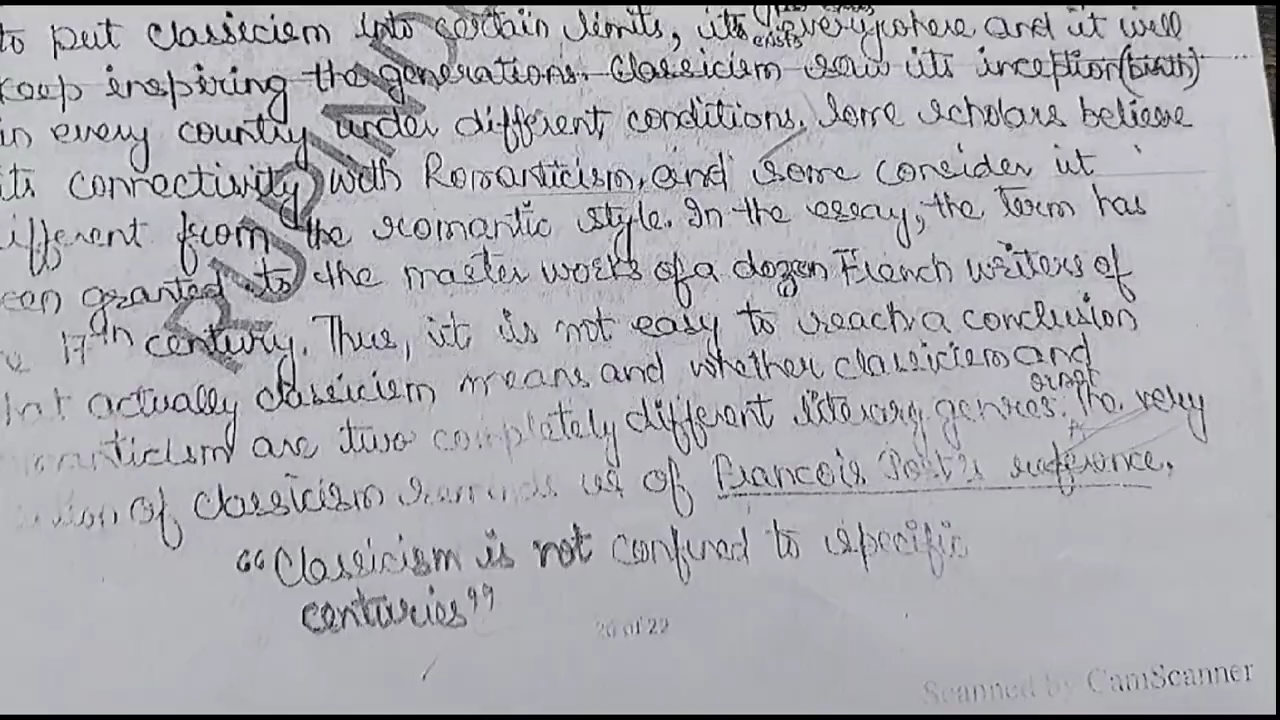 to put classicism into certain limits, its exists everywhere and it will
keep inspiring the generations. Classicism saw its inception (birth)
in every country under different conditions. Some scholars believe
its connectivity with Romanticism, and some consider it
ifferent from the romantic style. In the essay, the term has
een granted to the master works of a dozen French writers of
e 17th century. Thus, it is not easy to reach a conclusion
hat actually classicism means and whether classicism and
anticism are two completely different literary genres. The very
of classicism reminds us of Francois reference.
"Classicism is not confined to specific
centuries"
20 of 22
Scanned by CamScanner